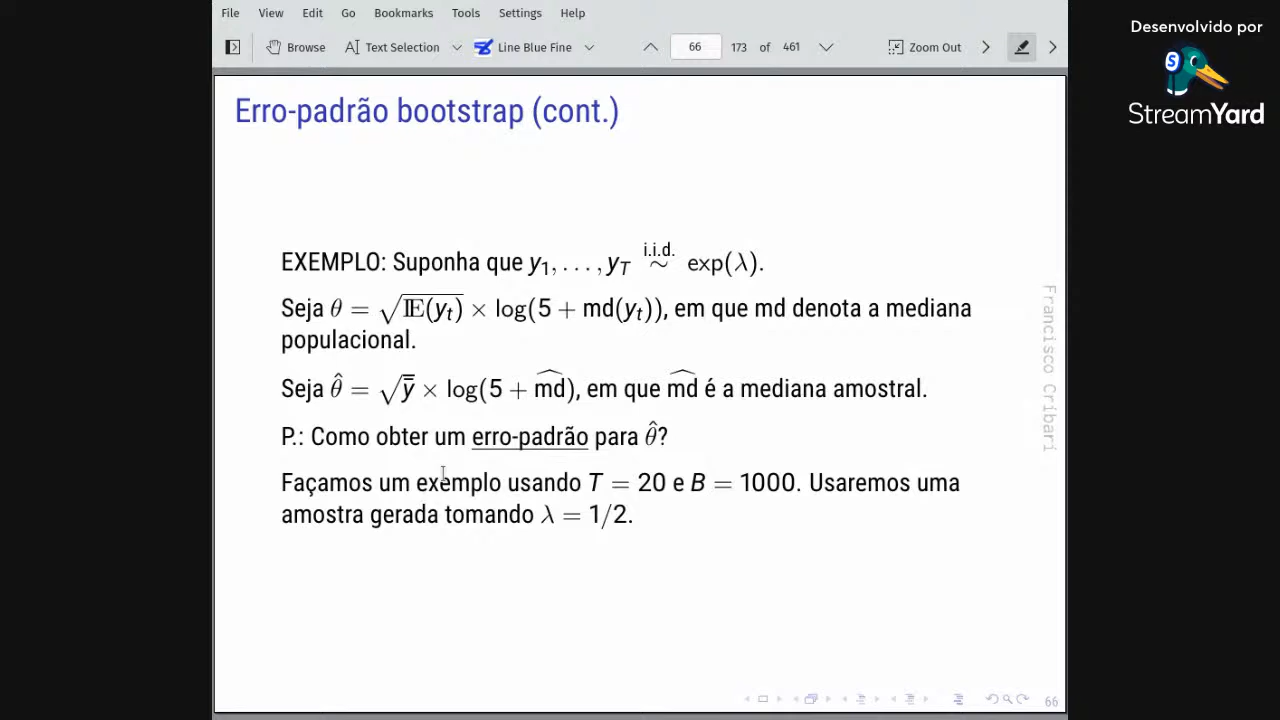 File View Edit Go Bookmarks Tools Settings Help
Browse Text Selection Line Blue Fine 66 173 of 461 Zoom Out
Desenvolvido por
StreamYard
Erro-padrão bootstrap (cont.)
EXEMPLO: Suponha que y₁, . . . , y_T i.i.d. ∼ exp(λ).
Seja θ = √𝔼(y_t) × log(5 + md(y_t)), em que md denota a mediana
populacional.
Seja θ̂ = √ȳ × log(5 + m͡d), em que m͡d é a mediana amostral.
P.: Como obter um erro-padrão para θ̂?
Façamos um exemplo usando T = 20 e B = 1000. Usaremos uma
amostra gerada tomando λ = 1/2.
Francisco Cribari
66